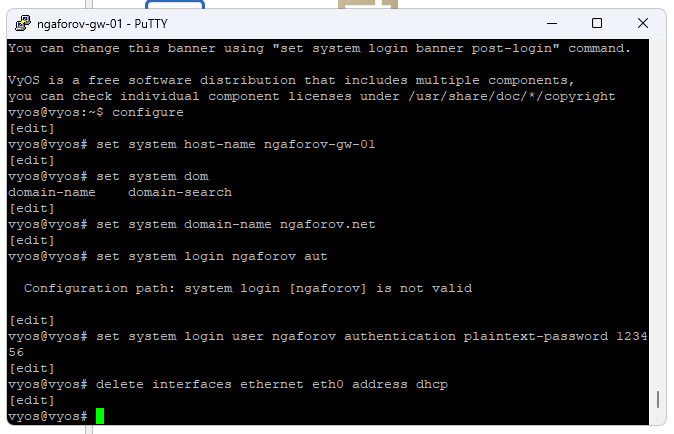 ngaforov-gw-01 - PuTTY
You can change this banner using "set system login banner post-login" command.
VyOS is a free software distribution that includes multiple components,
you can check individual component licenses under /usr/share/doc/*/copyright
vyos@vyos:~$ configure
[edit]
vyos@vyos# set system host-name ngaforov-gw-01
[edit]
vyos@vyos# set system dom
domain-name    domain-search
[edit]
vyos@vyos# set system domain-name ngaforov.net
[edit]
vyos@vyos# set system login ngaforov aut
Configuration path: system login [ngaforov] is not valid
[edit]
vyos@vyos# set system login user ngaforov authentication plaintext-password 1234
56
[edit]
vyos@vyos# delete interfaces ethernet eth0 address dhcp
[edit]
vyos@vyos#